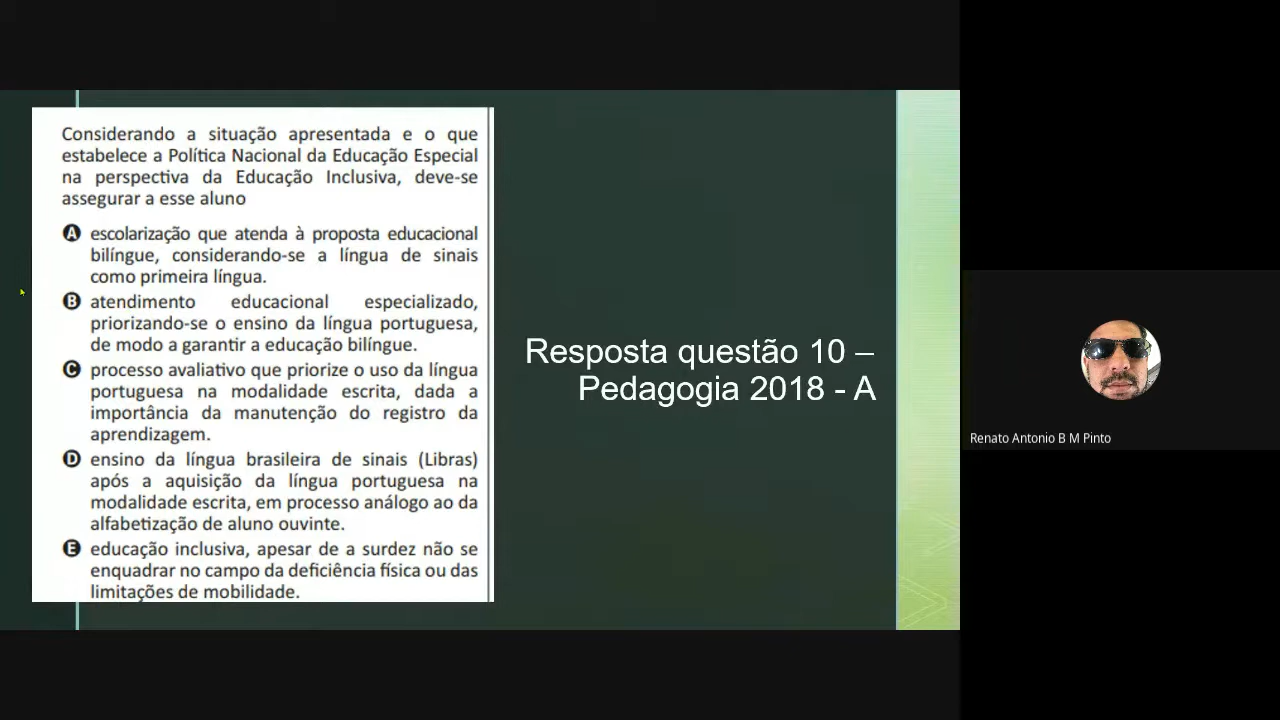 Considerando a situação apresentada e o que
estabelece a Política Nacional da Educação Especial
na perspectiva da Educação Inclusiva, deve-se
assegurar a esse aluno
A escolarização que atenda à proposta educacional
bilíngue, considerando-se a língua de sinais
como primeira língua.
B atendimento educacional especializado,
priorizando-se o ensino da língua portuguesa,
de modo a garantir a educação bilíngue.
C processo avaliativo que priorize o uso da língua
portuguesa na modalidade escrita, dada a
importância da manutenção do registro da
aprendizagem.
D ensino da língua brasileira de sinais (Libras)
após a aquisição da língua portuguesa na
modalidade escrita, em processo análogo ao da
alfabetização de aluno ouvinte.
E educação inclusiva, apesar de a surdez não se
enquadrar no campo da deficiência física ou das
limitações de mobilidade.
Resposta questão 10 –
Pedagogia 2018 - A
Renato Antonio B M Pinto